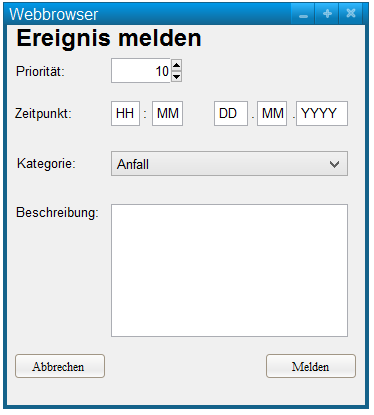 Webbrowser
Ereignis melden
Priorität: 10
Zeitpunkt: HH : MM DD . MM . YYYY
Kategorie: Anfall
Beschreibung:
Abbrechen Melden